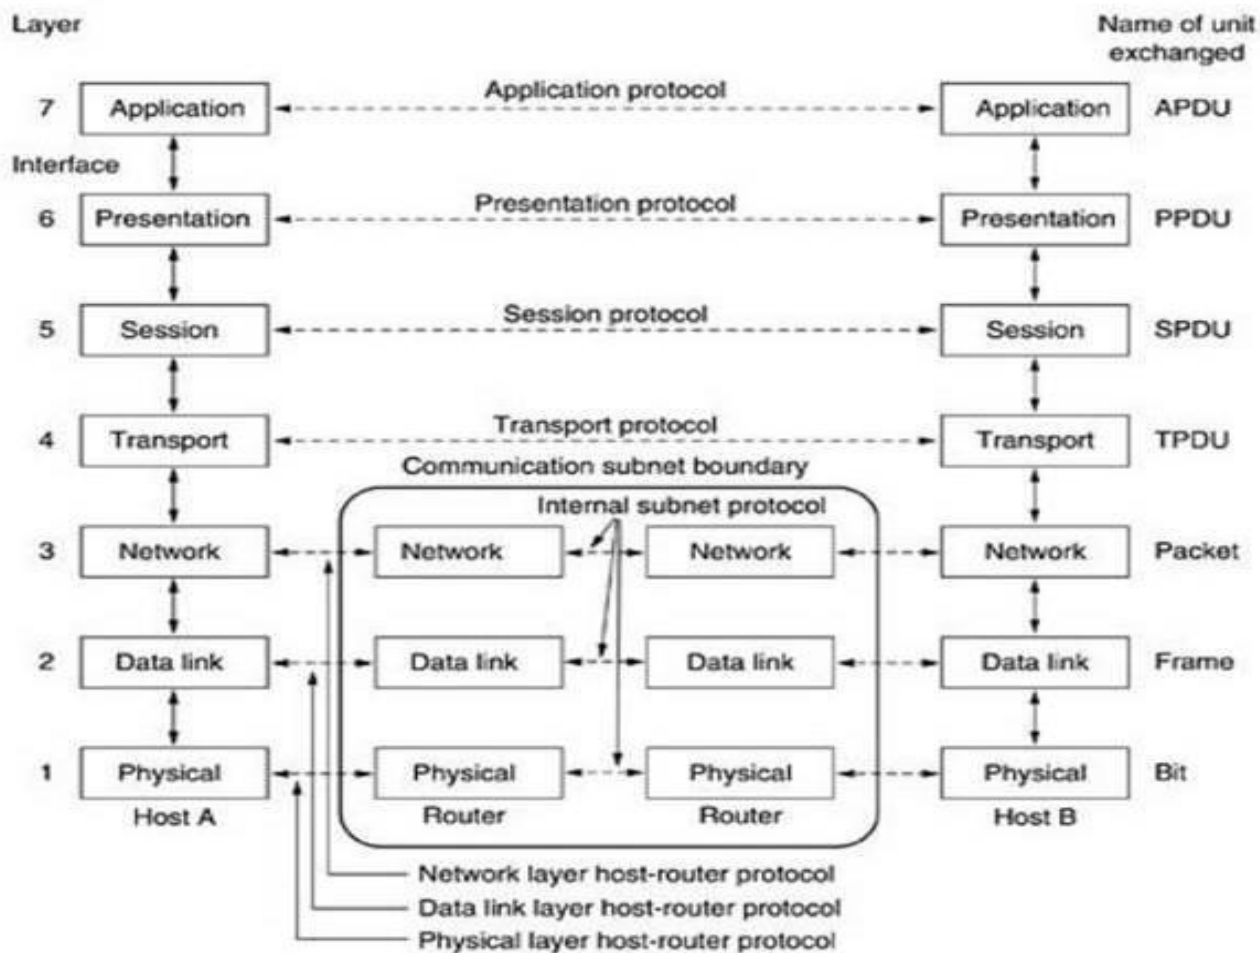 Layer
Name of unit
exchanged
7 Application Application protocol Application APDU
Interface
6 Presentation Presentation protocol Presentation PPDU
5 Session Session protocol Session SPDU
4 Transport Transport protocol Transport TPDU
Communication subnet boundary
Internal subnet protocol
3 Network Network Network Network Packet
2 Data link Data link Data link Data link Frame
1 Physical Physical Physical Physical Bit
Host A Router Router Host B
Network layer host-router protocol
Data link layer host-router protocol
Physical layer host-router protocol